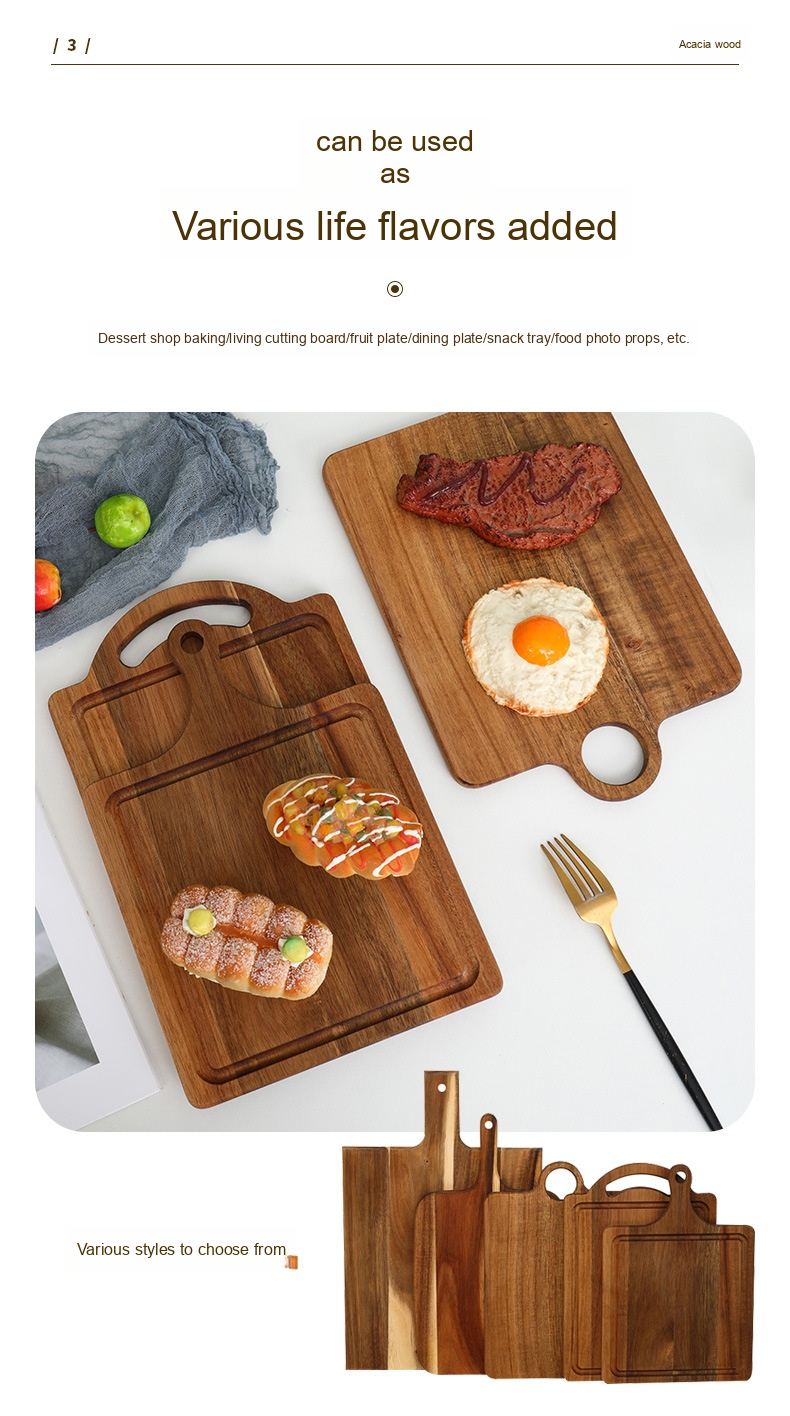 / 3 /
Acacia wood
can be used
as
Various life flavors added
Dessert shop baking/living cutting board/fruit plate/dining plate/snack tray/food photo props, etc.
Various styles to choose from